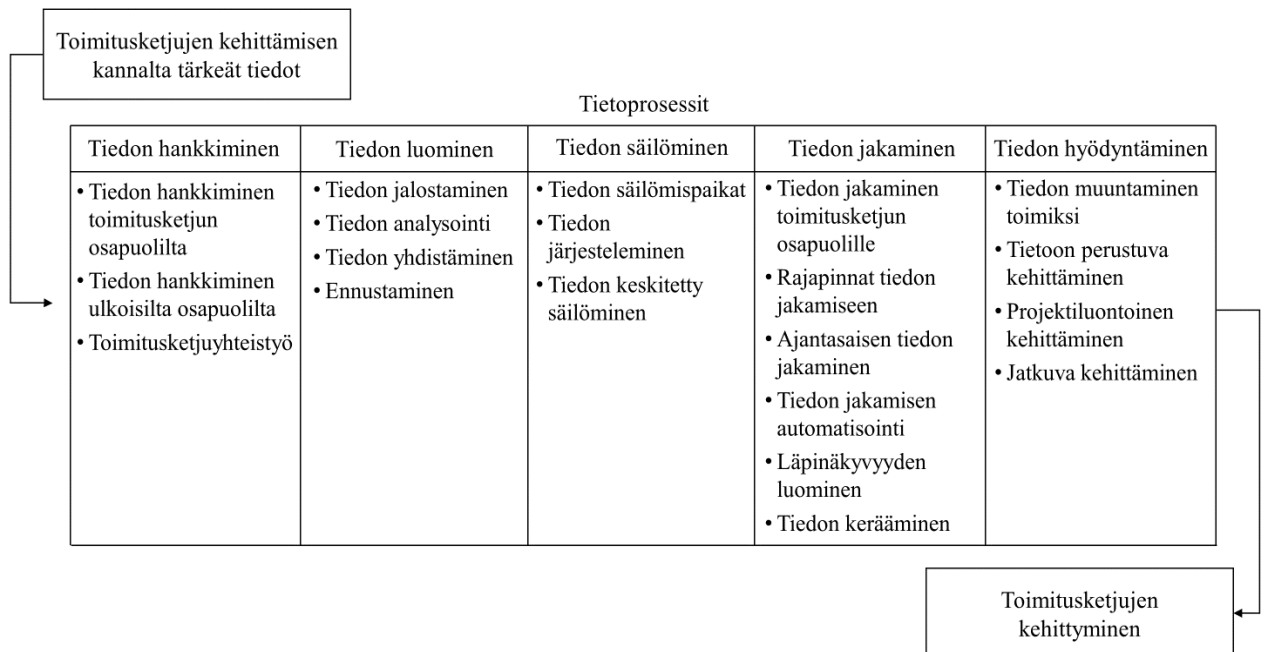 Toimitusketjujen kehittämisen
kannalta tärkeät tiedot
Tietoprosessit
Tiedon hankkiminen
• Tiedon hankkiminen
toimitusketjun
osapuolilta
• Tiedon hankkiminen
ulkoisilta osapuolilta
• Toimitusketjuyhteistyö
Tiedon luominen
• Tiedon jalostaminen
• Tiedon analysointi
• Tiedon yhdistäminen
• Ennustaminen
Tiedon säilöminen
• Tiedon säilömispaikat
• Tiedon
järjesteleminen
• Tiedon keskitetty
säilöminen
Tiedon jakaminen
• Tiedon jakaminen
toimitusketjun
osapuolille
• Rajapinnat tiedon
jakamiseen
• Ajantasaisen tiedon
jakaminen
• Tiedon jakamisen
automatisointi
• Läpinäkyvyyden
luominen
• Tiedon kerääminen
Tiedon hyödyntäminen
• Tiedon muuntaminen
toimiksi
• Tietoon perustuva
kehittäminen
• Projektiluontoinen
kehittäminen
• Jatkuva kehittäminen
Toimitusketjujen
kehittyminen